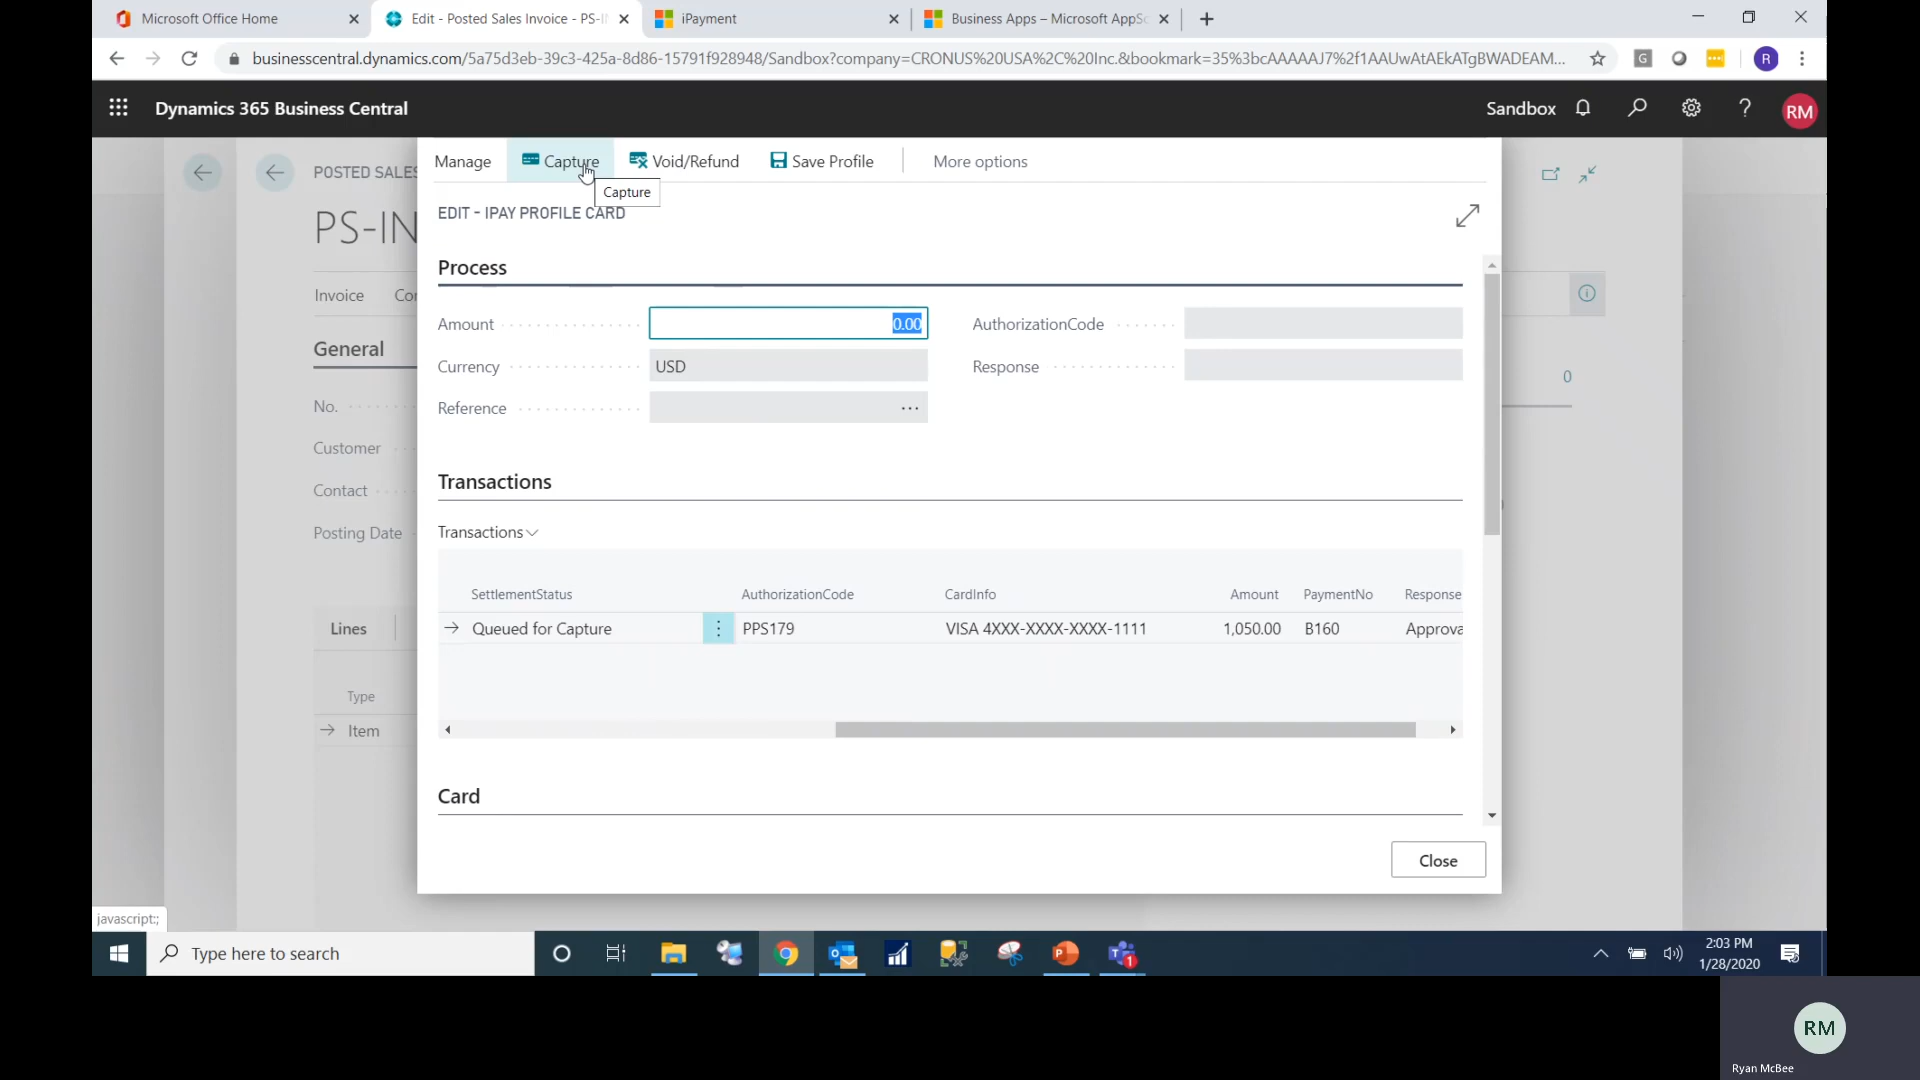 Microsoft Office Home
Edit - Posted Sales Invoice - PS-IN
iPayment
Business Apps – Microsoft AppSo
businesscentral.dynamics.com/5a75d3eb-39c3-425a-8d86-15791f928948/Sandbox?company=CRONUS%20USA%2C%20Inc.&bookmark=35%3bcAAAAAJ7%2f1AAUwAtAEkATgBWADEAM...
G
R
Dynamics 365 Business Central
Sandbox
RM
POSTED SALES
Manage
Capture
Void/Refund
Save Profile
More options
Capture
EDIT - IPAY PROFILE CARD
PS-IN
Process
Invoice
Cor
Amount
0.00
AuthorizationCode
General
Currency
USD
Response
0
No.
Reference
...
Customer
Transactions
Contact
Posting Date
Transactions
SettlementStatus
AuthorizationCode
CardInfo
Amount
PaymentNo
Response
Lines
Queued for Capture
PPS179
VISA 4XXX-XXXX-XXXX-1111
1,050.00
B160
Approva
Type
Item
Card
Close
javascript:;
Type here to search
2:03 PM
1/28/2020
RM
Ryan McBee